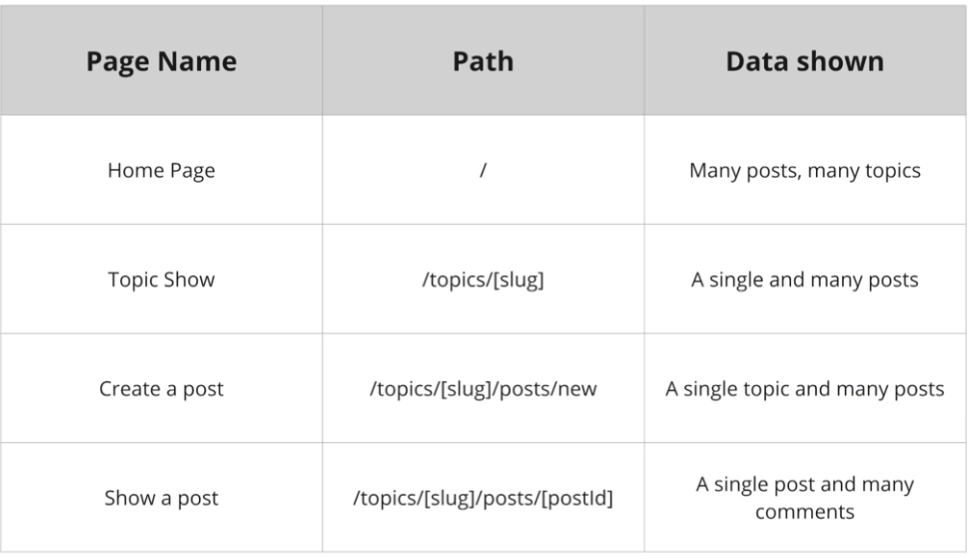 Page Name Path Data shown
Home Page / Many posts, many topics
Topic Show /topics/[slug] A single and many posts
Create a post /topics/[slug]/posts/new A single topic and many posts
Show a post /topics/[slug]/posts/[postId] A single post and many
comments